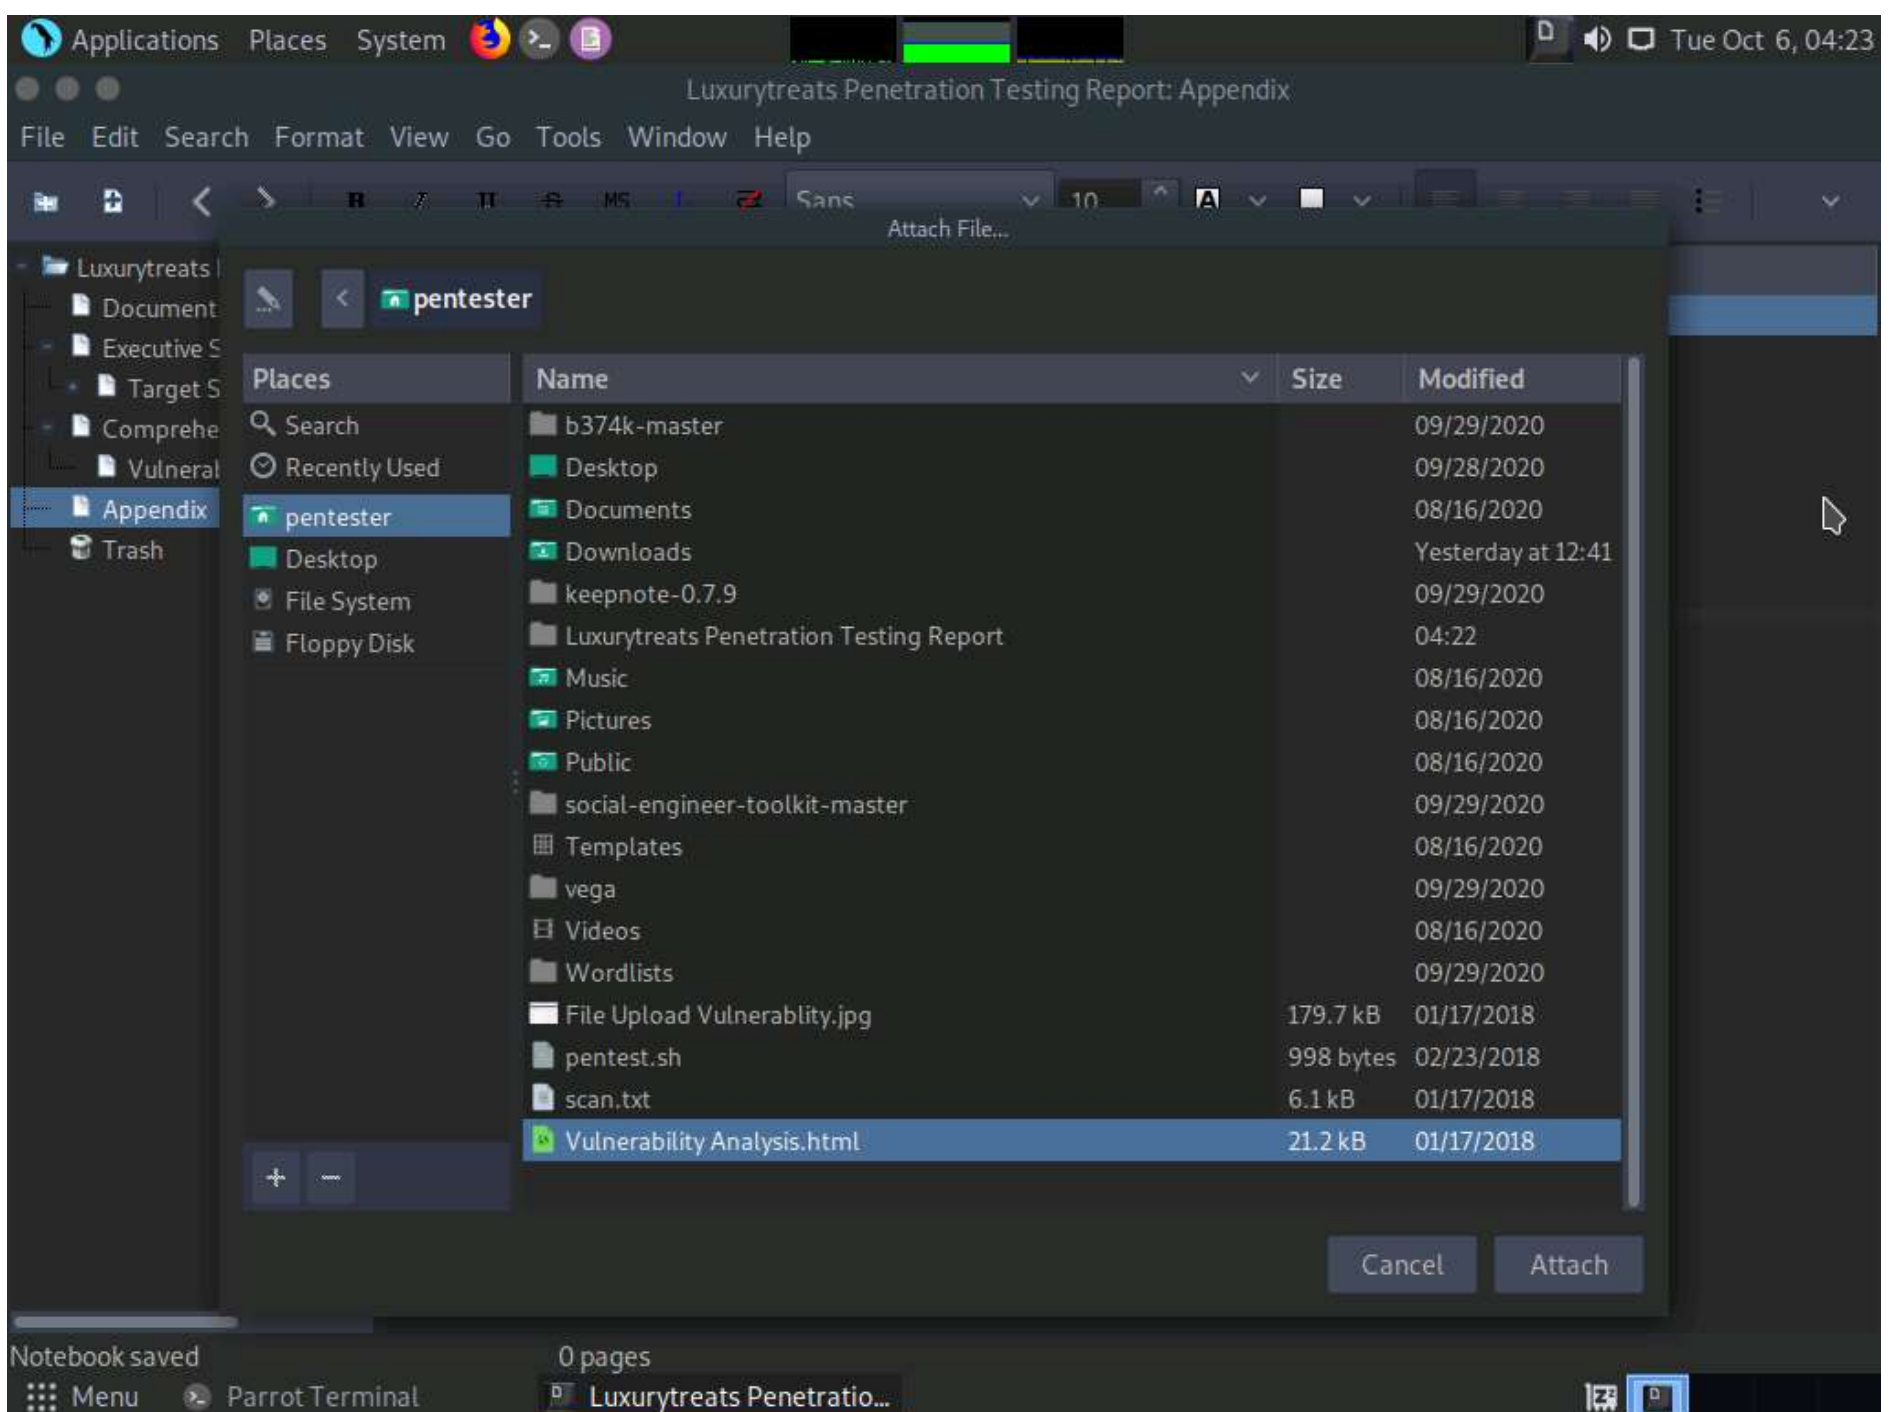 Applications Places System Tue Oct 6, 04:23
Luxurytreats Penetration Testing Report: Appendix
File Edit Search Format View Go Tools Window Help
Sans 10 A
Attach File...
Luxurytreats
Document
Executive S
Target S
Comprehe
Vulneral
Appendix
Trash
pentester
Places
Search
Recently Used
pentester
Desktop
File System
Floppy Disk
Name Size Modified
b374k-master 09/29/2020
Desktop 09/28/2020
Documents 08/16/2020
Downloads Yesterday at 12:41
keepnote-0.7.9 09/29/2020
Luxurytreats Penetration Testing Report 04:22
Music 08/16/2020
Pictures 08/16/2020
Public 08/16/2020
social-engineer-toolkit-master 09/29/2020
Templates 08/16/2020
vega 09/29/2020
Videos 08/16/2020
Wordlists 09/29/2020
File Upload Vulnerablity.jpg 179.7 kB 01/17/2018
pentest.sh 998 bytes 02/23/2018
scan.txt 6.1 kB 01/17/2018
Vulnerability Analysis.html 21.2 kB 01/17/2018
Cancel Attach
Notebook saved 0 pages
Menu Parrot Terminal Luxurytreats Penetratio...